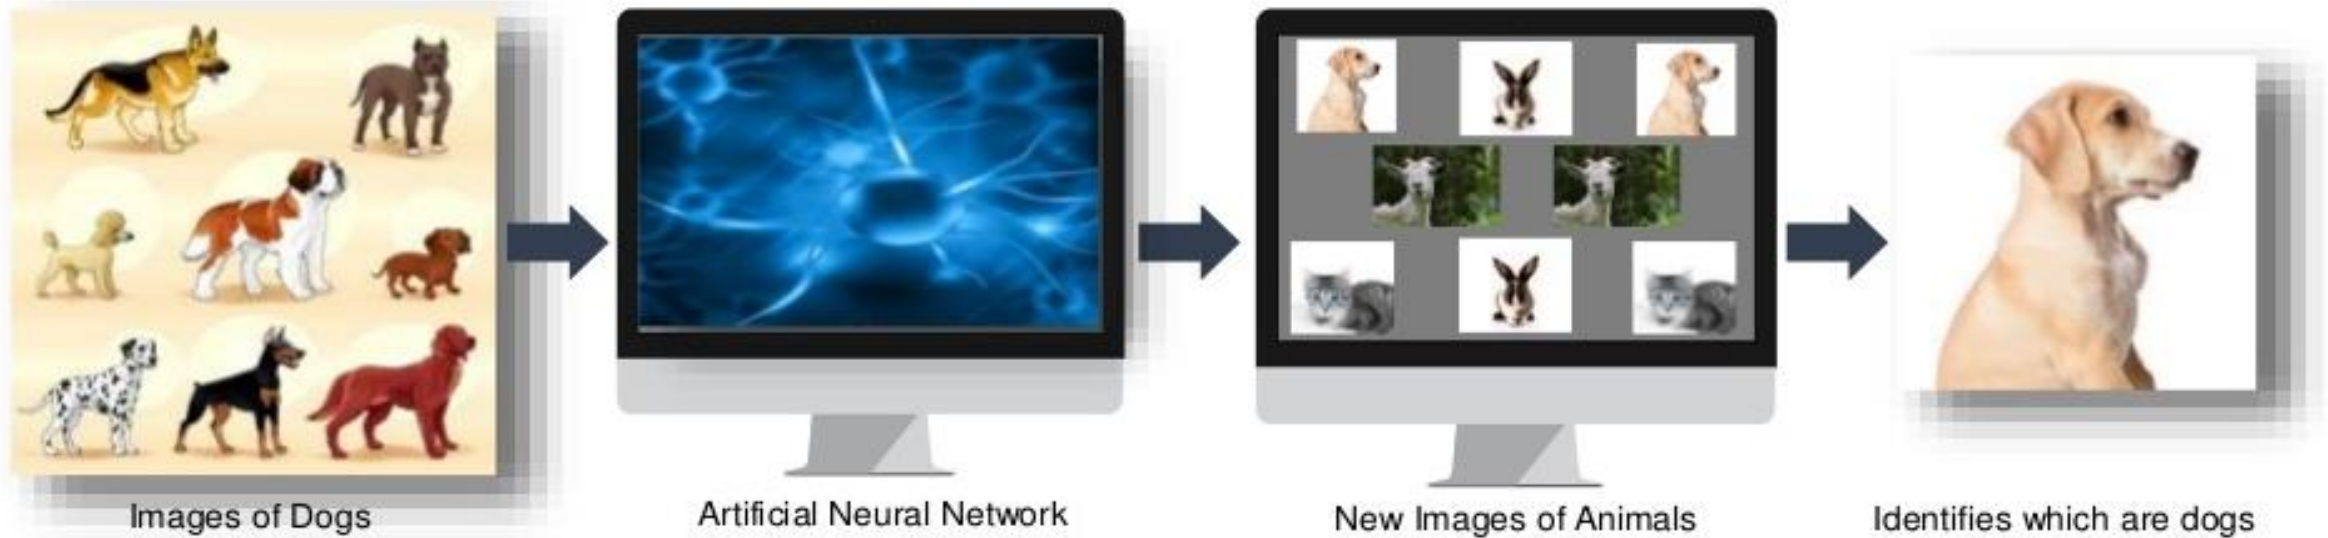 Images of Dogs
Artificial Neural Network
New Images of Animals
Identifies which are dogs